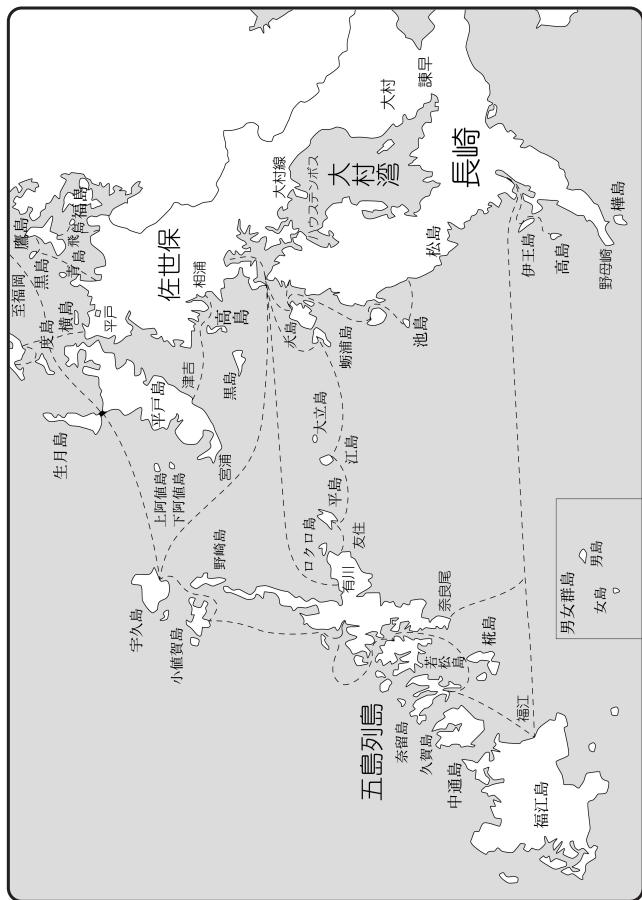 至福岡
鷹島
黒島
飛島
福島
青島
度島
横島
平戸
生月島
平戸島
津吉
宮浦
上阿値島
下阿値島
佐世保
相浦
高島
黒島
大村線
ウステンボス
大村湾
大村
諫早
長崎
松島
池島
大島
蛎浦島
大立島
江島
平島
友住
ロクロ島
有川
野崎島
宇久島
小値賀島
奈良尾
若松島
椛島
五島列島
奈留島
久賀島
中通島
福江
福江島
伊王島
高島
野母崎
樺島
男女群島
男島
女島